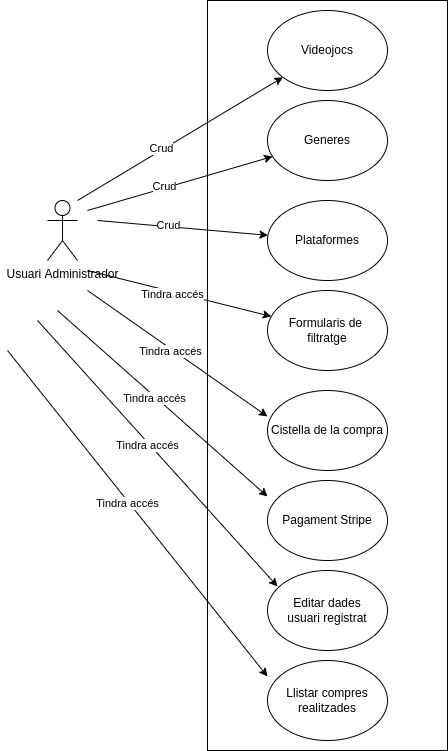 Videojocs
Crud
Generes
Crud
Crud
Plataformes
Usuari Administrador
Tindra accés
Formularis de
filtratge
Tindra accés
Tindra accés
Cistella de la compra
Tindra accés
Tindra accés
Pagament Stripe
Editar dades
usuari registrat
Llistar compres
realitzades